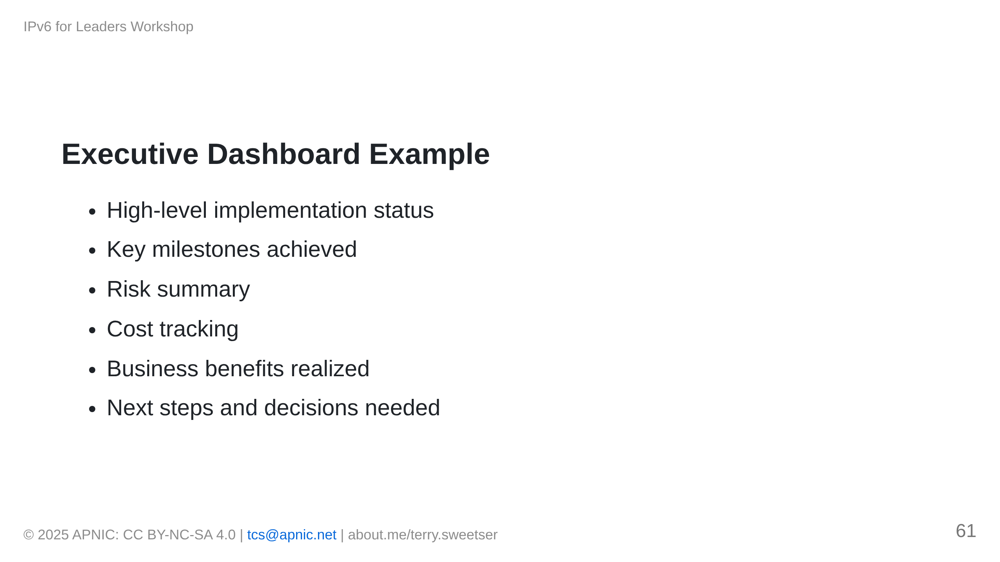 IPv6 for Leaders Workshop
Executive Dashboard Example
• High-level implementation status
• Key milestones achieved
• Risk summary
• Cost tracking
• Business benefits realized
• Next steps and decisions needed
© 2025 APNIC: CC BY-NC-SA 4.0 | tcs@apnic.net | about.me/terry.sweetser
61